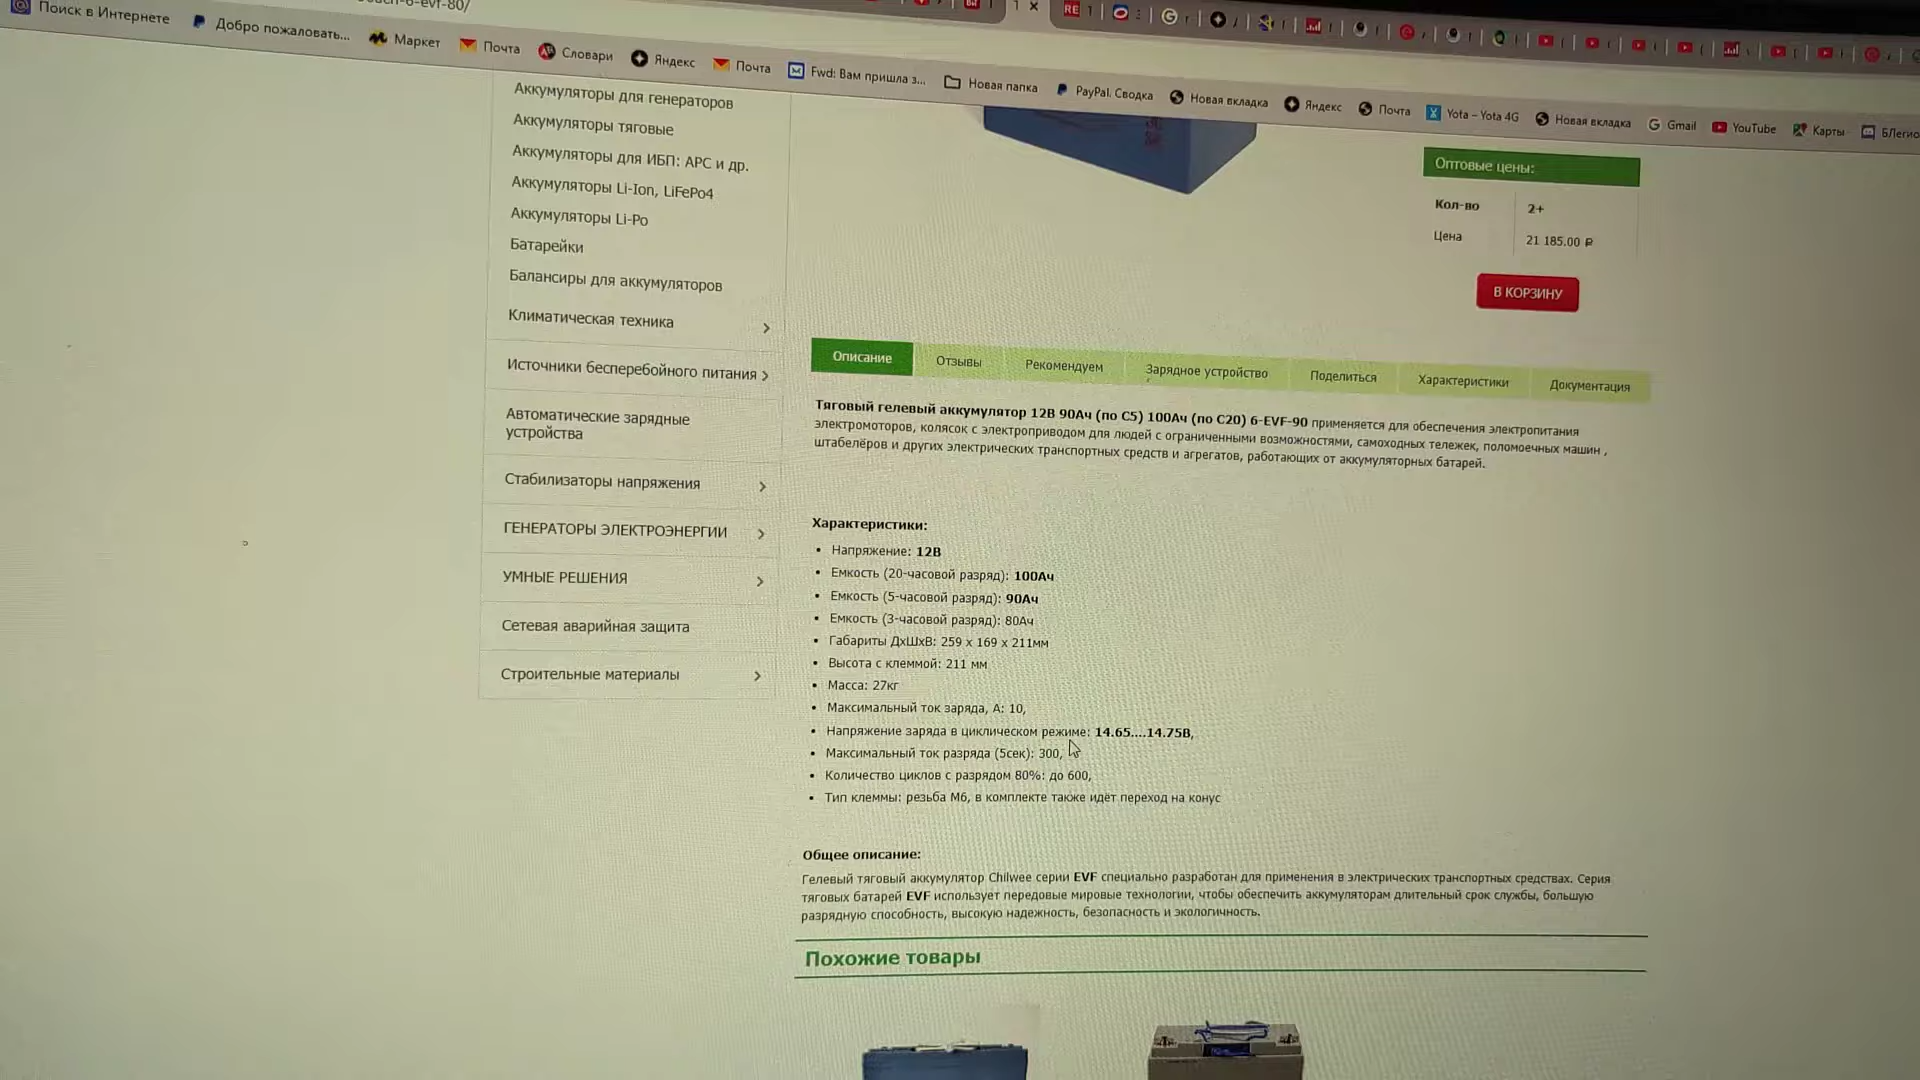 -6-evf-80/
Поиск в Интернете
Добро пожаловать...
Маркет
Почта
Словари
Яндекс
Почта
Fwd: Вам пришла з...
Новая папка
PayPal. Сводка
Новая вкладка
Яндекс
Почта
Yota – Yota 4G
Новая вкладка
Gmail
YouTube
Карты
Аккумуляторы для генераторов
Аккумуляторы тяговые
Аккумуляторы для ИБП: APC и др.
Аккумуляторы Li-Ion, LiFePo4
Аккумуляторы Li-Po
Батарейки
Балансиры для аккумуляторов
Климатическая техника
Источники бесперебойного питания
Автоматические зарядные
устройства
Стабилизаторы напряжения
ГЕНЕРАТОРЫ ЭЛЕКТРОЭНЕРГИИ
УМНЫЕ РЕШЕНИЯ
Сетевая аварийная защита
Строительные материалы
Оптовые цены:
Кол-во 2+
Цена 21 185.00 ₽
В КОРЗИНУ
Описание Отзывы Рекомендуем Зарядное устройство Поделиться Характеристики Документация
Тяговый гелевый аккумулятор 12В 90Ач (по С5) 100Ач (по С20) 6-EVF-90 применяется для обеспечения электропитания
электромоторов, колясок с электроприводом для людей с ограниченными возможностями, самоходных тележек, поломоечных машин ,
штабелёров и других электрических транспортных средств и агрегатов, работающих от аккумуляторных батарей.
Характеристики:
• Напряжение: 12В
• Емкость (20-часовой разряд): 100Ач
• Емкость (5-часовой разряд): 90Ач
• Емкость (3-часовой разряд): 80Ач
• Габариты ДхШхВ: 259 х 169 х 211мм
• Высота с клеммой: 211 мм
• Масса: 27кг
• Максимальный ток заряда, А: 10,
• Напряжение заряда в циклическом режиме: 14.65....14.75В,
• Максимальный ток разряда (5сек): 300,
• Количество циклов с разрядом 80%: до 600,
• Тип клеммы: резьба М6, в комплекте также идёт переход на конус
Общее описание:
Гелевый тяговый аккумулятор Chilwee серии EVF специально разработан для применения в электрических транспортных средствах. Серия
тяговых батарей EVF использует передовые мировые технологии, чтобы обеспечить аккумуляторам длительный срок службы, большую
разрядную способность, высокую надежность, безопасность и экологичность.
Похожие товары